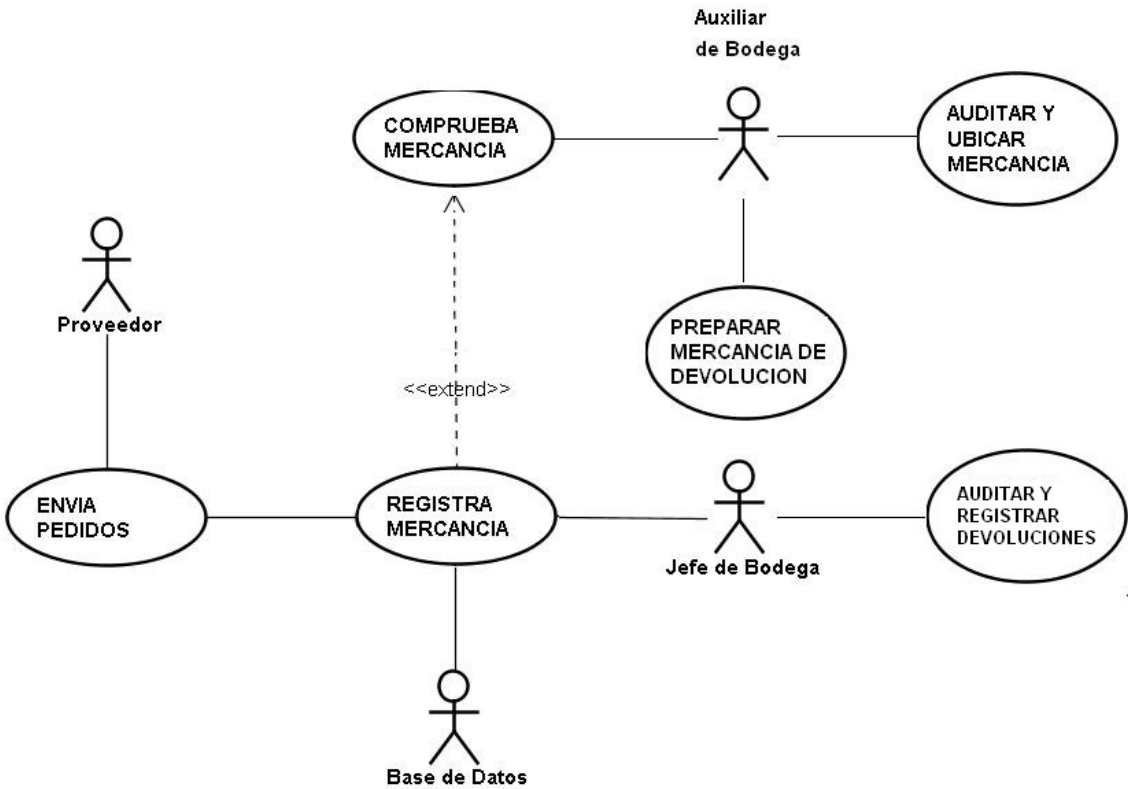 Auxiliar
de Bodega
COMPRUEBA
MERCANCIA
AUDITAR Y
UBICAR
MERCANCIA
Proveedor
PREPARAR
MERCANCIA DE
DEVOLUCION
<<extend>>
ENVIA
PEDIDOS
REGISTRA
MERCANCIA
Jefe de Bodega
AUDITAR Y
REGISTRAR
DEVOLUCIONES
Base de Datos